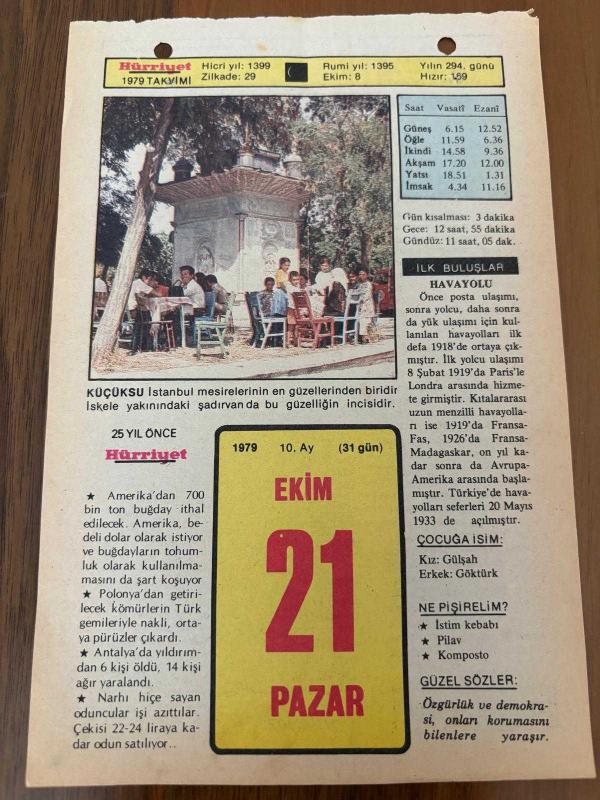 Hürriyet
1979 TAKVİMİ
Hicri yıl: 1399
Zilkade: 29
Rumi yıl: 1395
Ekim: 8
Yılın 294. günü
Hızır: 169
Saat Vasatî Ezanî
Güneş 6.15 12.52
Öğle 11.59 6.36
İkindi 14.58 9.36
Akşam 17.20 12.00
Yatsı 18.51 1.31
İmsak 4.34 11.16
Gün kısalması: 3 dakika
Gece: 12 saat, 55 dakika
Gündüz: 11 saat, 05 dak.
İLK BULUŞLAR
HAVAYOLU
Önce posta ulaşımı,
sonra yolcu, daha sonra
da yük ulaşımı için kul-
lanılan havayolları ilk
defa 1918'de ortaya çık-
mıştır. İlk yolcu ulaşımı
8 Şubat 1919'da Paris'le
Londra arasında hizme-
te girmiştir. Kıtalararası
uzun menzilli havayolla-
rı ise 1919'da Fransa-
Fas, 1926'da Fransa-
Madagaskar, on yıl ka-
dar sonra da Avrupa-
Amerika arasında başla-
mıştır. Türkiye'de hava-
yolları seferleri 20 Mayıs
1933 de açılmıştır.
ÇOCUĞA İSİM:
Kız: Gülşah
Erkek: Göktürk
NE PİŞİRELİM?
★ İstim kebabı
★ Pilav
★ Komposto
GÜZEL SÖZLER:
Özgürlük ve demokra-
si, onları korumasını
bilenlere yaraşır.
KÜÇÜKSU İstanbul mesirelerinin en güzellerinden biridir
İskele yakınındaki şadırvan da bu güzelliğin incisidir.
25 YIL ÖNCE
Hürriyet
★ Amerika'dan 700
bin ton buğday ithal
edilecek. Amerika, be-
deli dolar olarak istiyor
ve buğdayların tohum-
luk olarak kullanılma-
masını da şart koşuyor
★ Polonya'dan getiri-
lecek kömürlerin Türk
gemileriyle nakli, orta-
ya pürüzler çıkardı.
★ Antalya'da yıldırım-
dan 6 kişi öldü, 14 kişi
ağır yaralandı.
★ Narhı hiçe sayan
oduncular işi azıttılar.
Çekisi 22-24 liraya ka-
dar odun satılıyor..
1979 10. Ay (31 gün)
EKİM
21
PAZAR